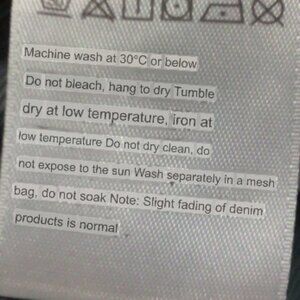 Machine wash at 30°C or below
Do not bleach, hang to dry Tumble
dry at low temperature, iron at
low temperature Do not dry clean, do
not expose to the sun Wash separately in a mesh
bag, do not soak Note: Slight fading of denim
products is normal